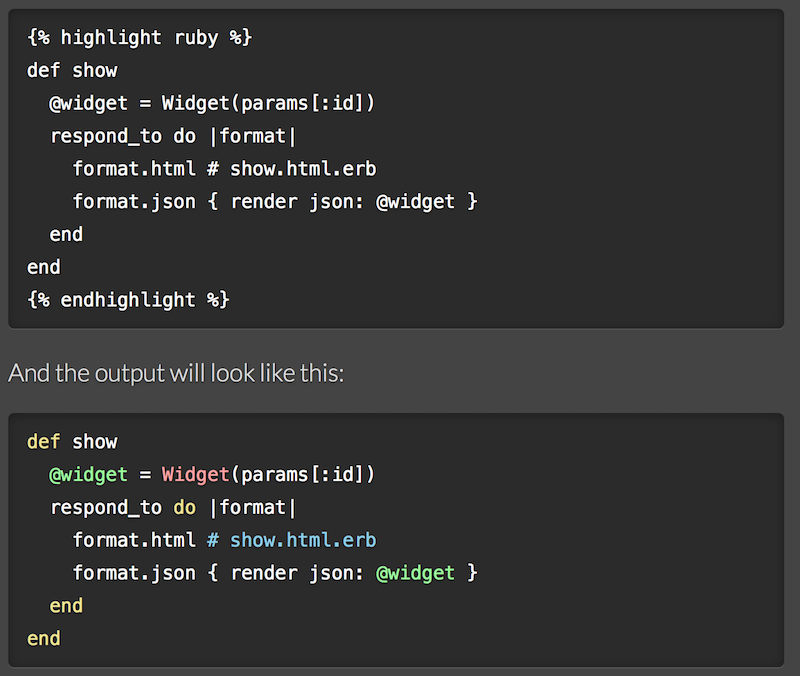 {% highlight ruby %}
def show
  @widget = Widget(params[:id])
  respond_to do |format|
    format.html # show.html.erb
    format.json { render json: @widget }
  end
end
{% endhighlight %}
And the output will look like this:
def show
  @widget = Widget(params[:id])
  respond_to do |format|
    format.html # show.html.erb
    format.json { render json: @widget }
  end
end